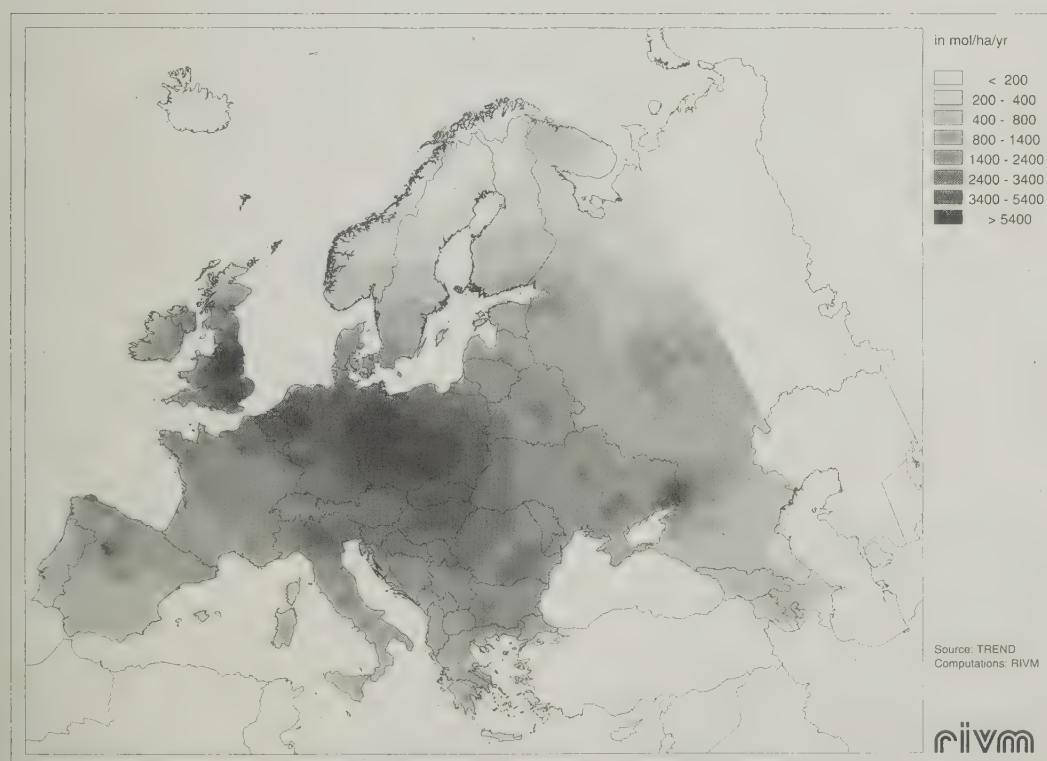 in mol/ha/yr
< 200
200 - 400
400 - 800
800 - 1400
1400 - 2400
2400 - 3400
3400 - 5400
> 5400
Source: TREND
Computations: RIVM
rivm